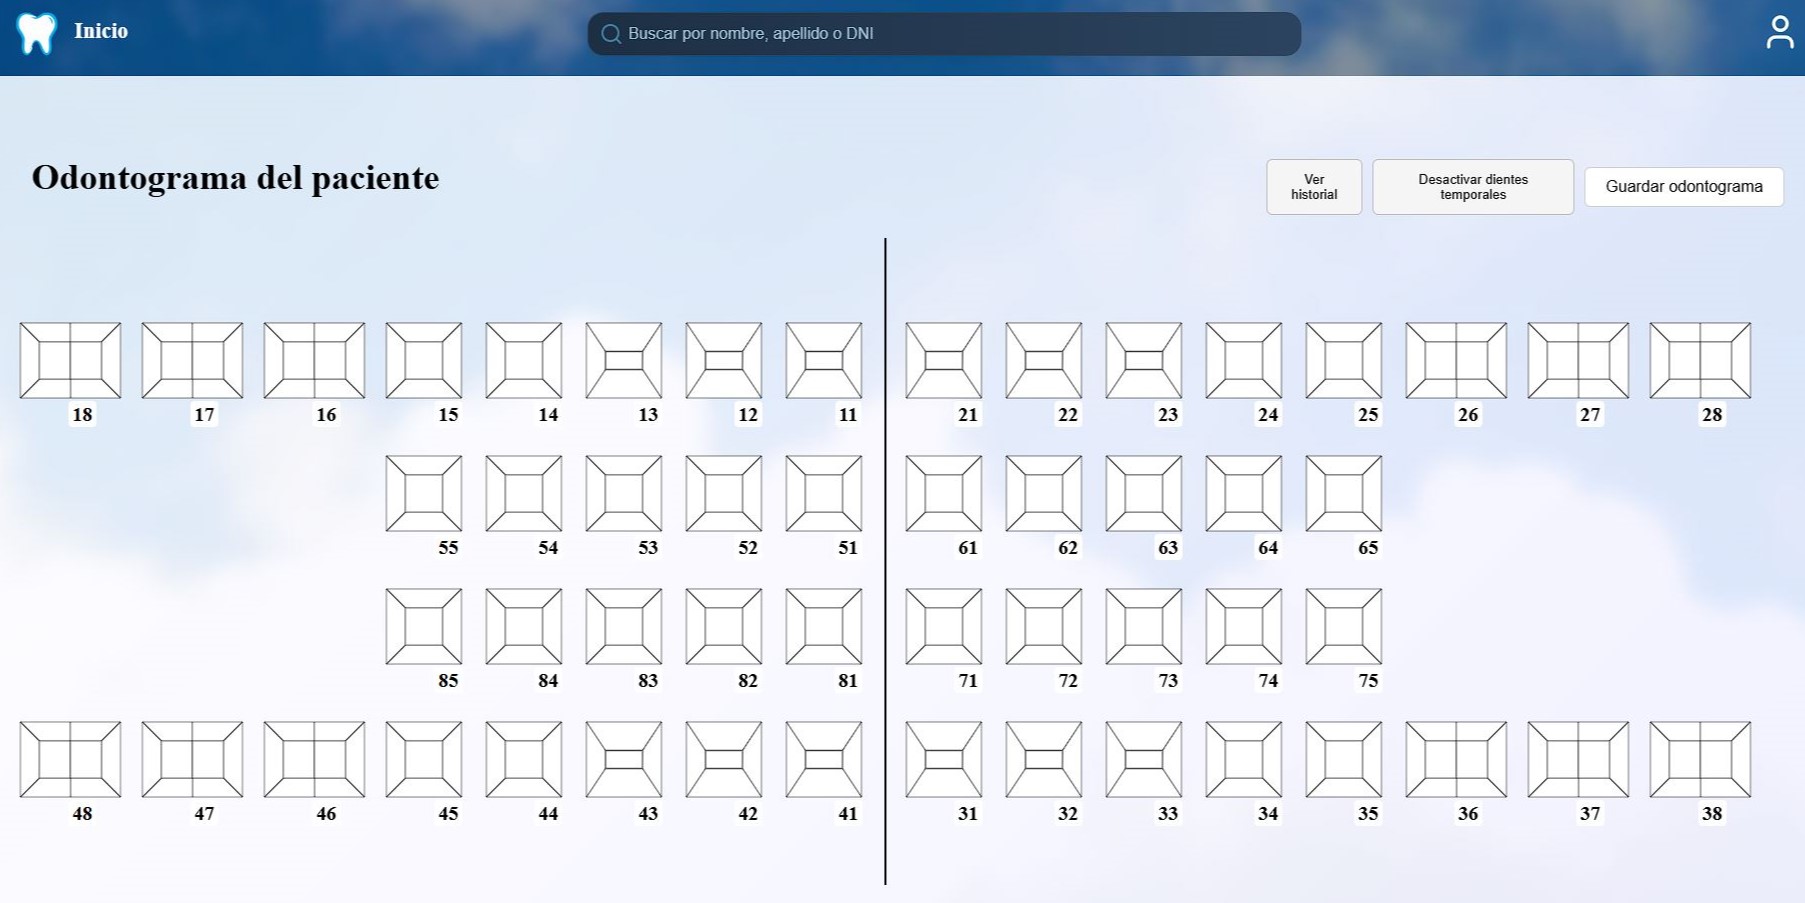 Inicio
Buscar por nombre, apellido o DNI
Odontograma del paciente
Ver
historial
Desactivar dientes
temporales
Guardar odontograma
18 17 16 15 14 13 12 11 21 22 23 24 25 26 27 28
55 54 53 52 51 61 62 63 64 65
85 84 83 82 81 71 72 73 74 75
48 47 46 45 44 43 42 41 31 32 33 34 35 36 37 38